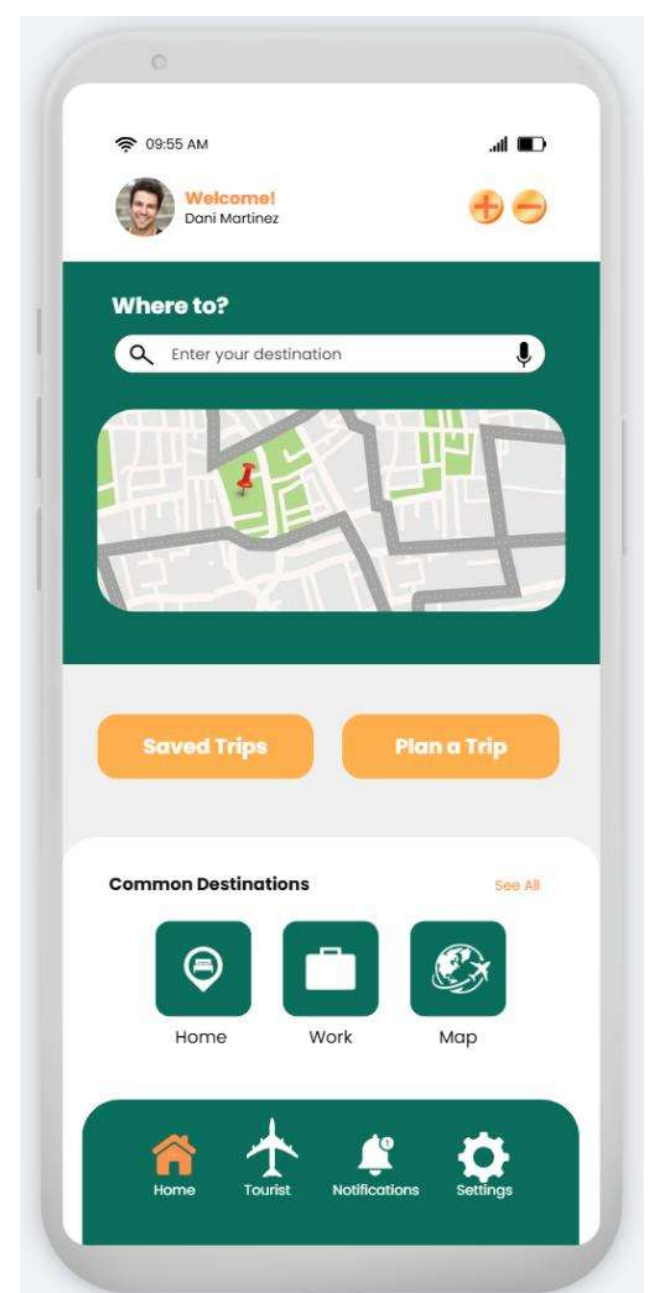 09:55 AM
Welcome!
Dani Martinez
Where to?
Enter your destination
Saved Trips
Plan a Trip
Common Destinations
See All
Home
Work
Map
1
Home
Tourist
Notifications
Settings